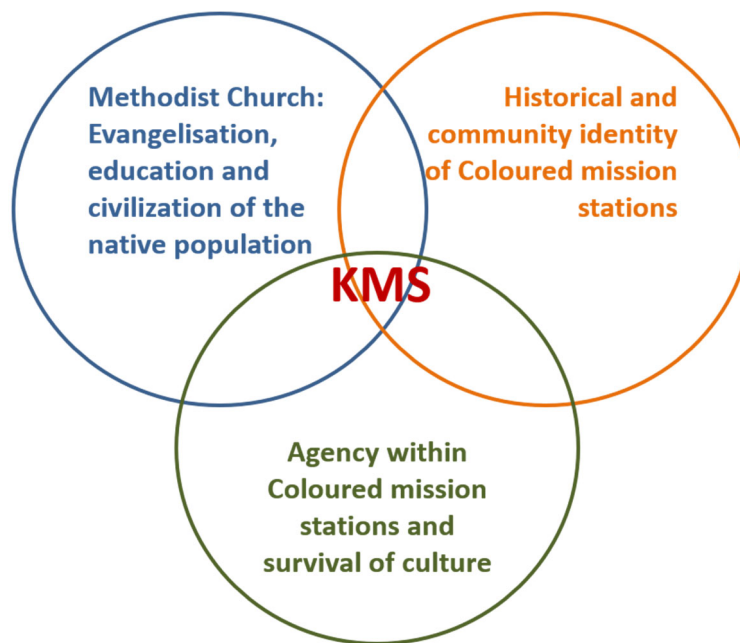 Methodist Church:
Evangelisation,
education and
civilization of the
native population
Historical and
community identity
of Coloured mission
stations
KMS
Agency within
Coloured mission
stations and
survival of culture